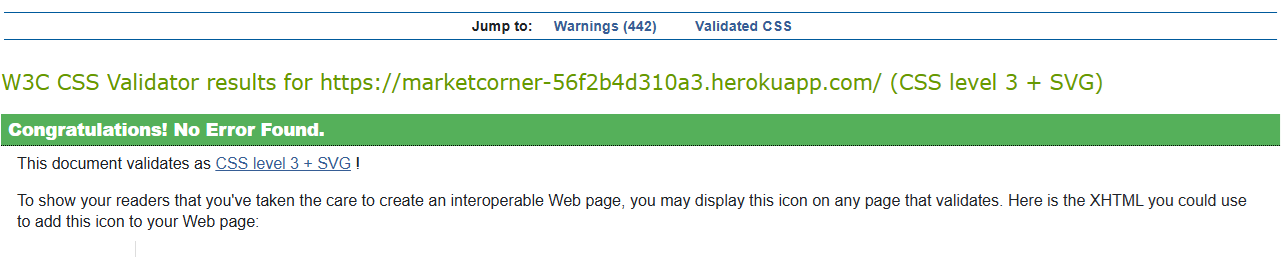 Jump to: Warnings (442) Validated CSS
W3C CSS Validator results for https://marketcorner-56f2b4d310a3.herokuapp.com/ (CSS level 3 + SVG)
Congratulations! No Error Found.
This document validates as CSS level 3 + SVG !
To show your readers that you've taken the care to create an interoperable Web page, you may display this icon on any page that validates. Here is the XHTML you could use
to add this icon to your Web page: